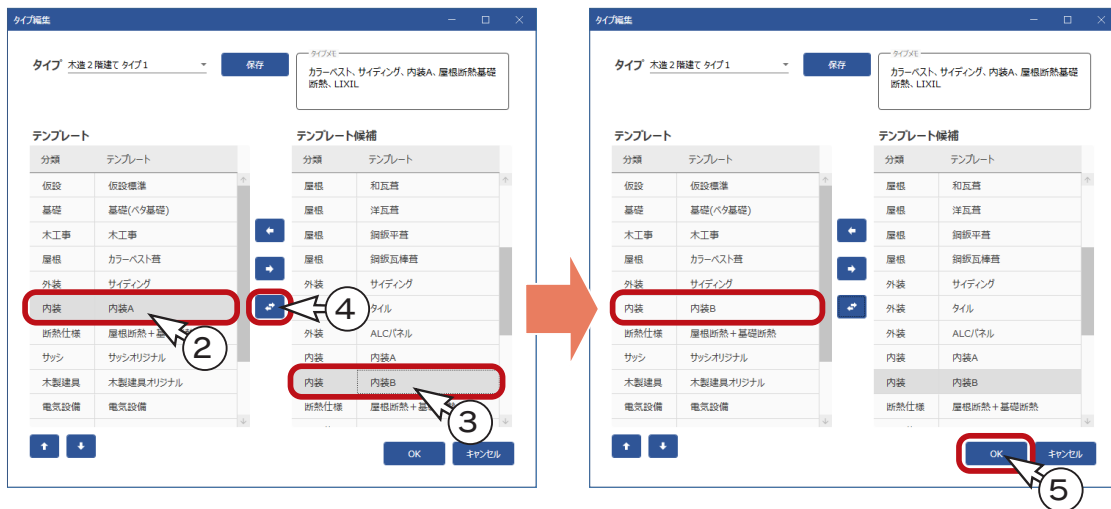 タイプ編集
タイプ 木造2階建て タイプ1 保存
タイプメモ
カラーベスト、サイディング、内装A、屋根断熱基礎
断熱、LIXIL
テンプレート
分類 テンプレート
仮設 仮設標準
基礎 基礎(ベタ基礎)
木工事 木工事
屋根 カラーベスト葺
外装 サイディング
内装 内装A
断熱仕様 屋根断熱+基
サッシ サッシオリジナル
木製建具 木製建具オリジナル
電気設備 電気設備
②
④
テンプレート候補
分類 テンプレート
屋根 和瓦葺
屋根 洋瓦葺
屋根 鋼鈑平葺
屋根 鋼鈑瓦棒葺
外装 サイディング
タイル
外装 ALCパネル
内装 内装A
内装 内装B
断熱仕様 屋根断熱+基
③
OK キャンセル
タイプ編集
タイプ 木造2階建て タイプ1 保存
タイプメモ
カラーベスト、サイディング、内装A、屋根断熱基礎
断熱、LIXIL
テンプレート
分類 テンプレート
仮設 仮設標準
基礎 基礎(ベタ基礎)
木工事 木工事
屋根 カラーベスト葺
外装 サイディング
内装 内装B
断熱仕様 屋根断熱+基礎断熱
サッシ サッシオリジナル
木製建具 木製建具オリジナル
電気設備 電気設備
テンプレート候補
分類 テンプレート
屋根 和瓦葺
屋根 洋瓦葺
屋根 鋼鈑平葺
屋根 鋼鈑瓦棒葺
外装 サイディング
外装 タイル
外装 ALCパネル
内装 内装A
内装 内装B
断熱仕様 屋根断熱+基礎断熱
OK キャンセル
⑤